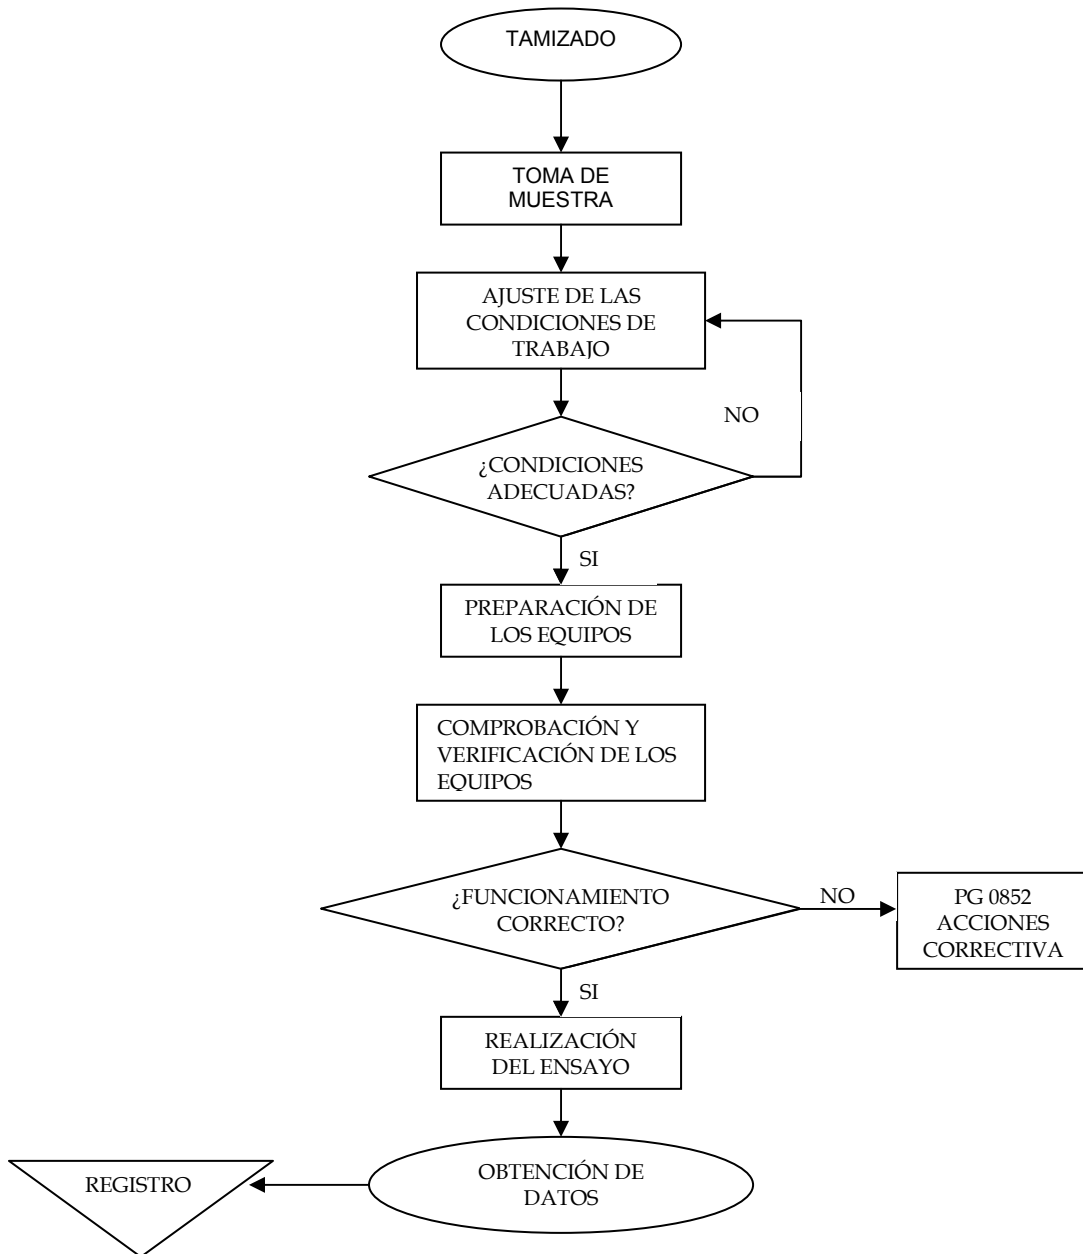 TAMIZADO
TOMA DE
MUESTRA
AJUSTE DE LAS
CONDICIONES DE
TRABAJO
NO
¿CONDICIONES
ADECUADAS?
SI
PREPARACIÓN DE
LOS EQUIPOS
COMPROBACIÓN Y
VERIFICACIÓN DE LOS
EQUIPOS
¿FUNCIONAMIENTO
CORRECTO?
NO
PG 0852
ACCIONES
CORRECTIVA
SI
REALIZACIÓN
DEL ENSAYO
OBTENCIÓN DE
DATOS
REGISTRO